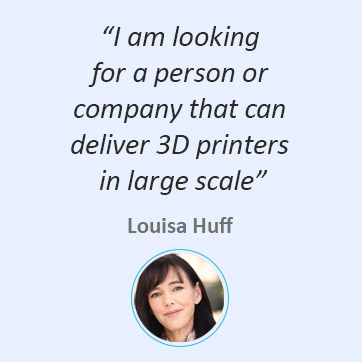 “I am looking
for a person or
company that can
deliver 3D printers
in large scale”
Louisa Huff